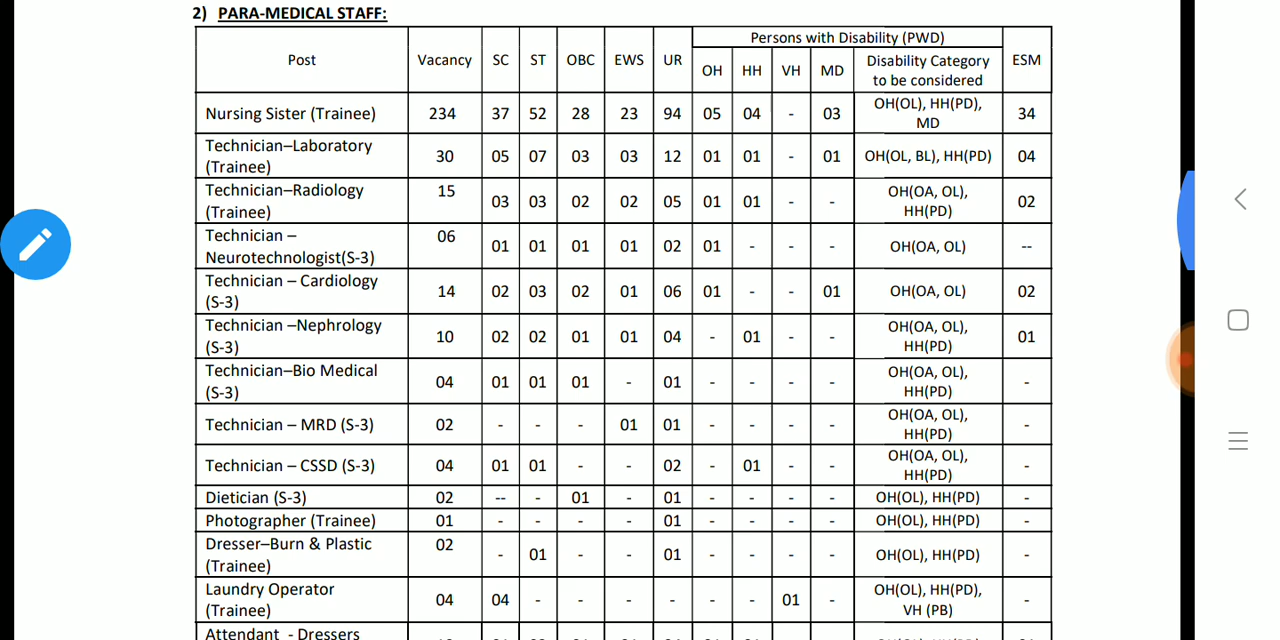 2) PARA-MEDICAL STAFF:
Post Vacancy SC ST OBC EWS UR Persons with Disability (PWD) ESM
OH HH VH MD Disability Category to be considered
Nursing Sister (Trainee) 234 37 52 28 23 94 05 04 - 03 OH(OL), HH(PD), MD 34
Technician–Laboratory (Trainee) 30 05 07 03 03 12 01 01 - 01 OH(OL, BL), HH(PD) 04
Technician–Radiology (Trainee) 15 03 03 02 02 05 01 01 - - OH(OA, OL), HH(PD) 02
Technician – Neurotechnologist(S-3) 06 01 01 01 01 02 01 - - - OH(OA, OL) --
Technician – Cardiology (S-3) 14 02 03 02 01 06 01 - - 01 OH(OA, OL) 02
Technician –Nephrology (S-3) 10 02 02 01 01 04 - 01 - - OH(OA, OL), HH(PD) 01
Technician–Bio Medical (S-3) 04 01 01 01 - 01 - - - - OH(OA, OL), HH(PD) -
Technician – MRD (S-3) 02 - - - 01 01 - - - - OH(OA, OL), HH(PD) -
Technician – CSSD (S-3) 04 01 01 - - 02 - 01 - - OH(OA, OL), HH(PD) -
Dietician (S-3) 02 -- - 01 - 01 - - - - OH(OL), HH(PD) -
Photographer (Trainee) 01 - - - - 01 - - - - OH(OL), HH(PD) -
Dresser–Burn & Plastic (Trainee) 02 - 01 - - 01 - - - - OH(OL), HH(PD) -
Laundry Operator (Trainee) 04 04 - - - - - - 01 - OH(OL), HH(PD), VH (PB) -
Attendant - Dressers